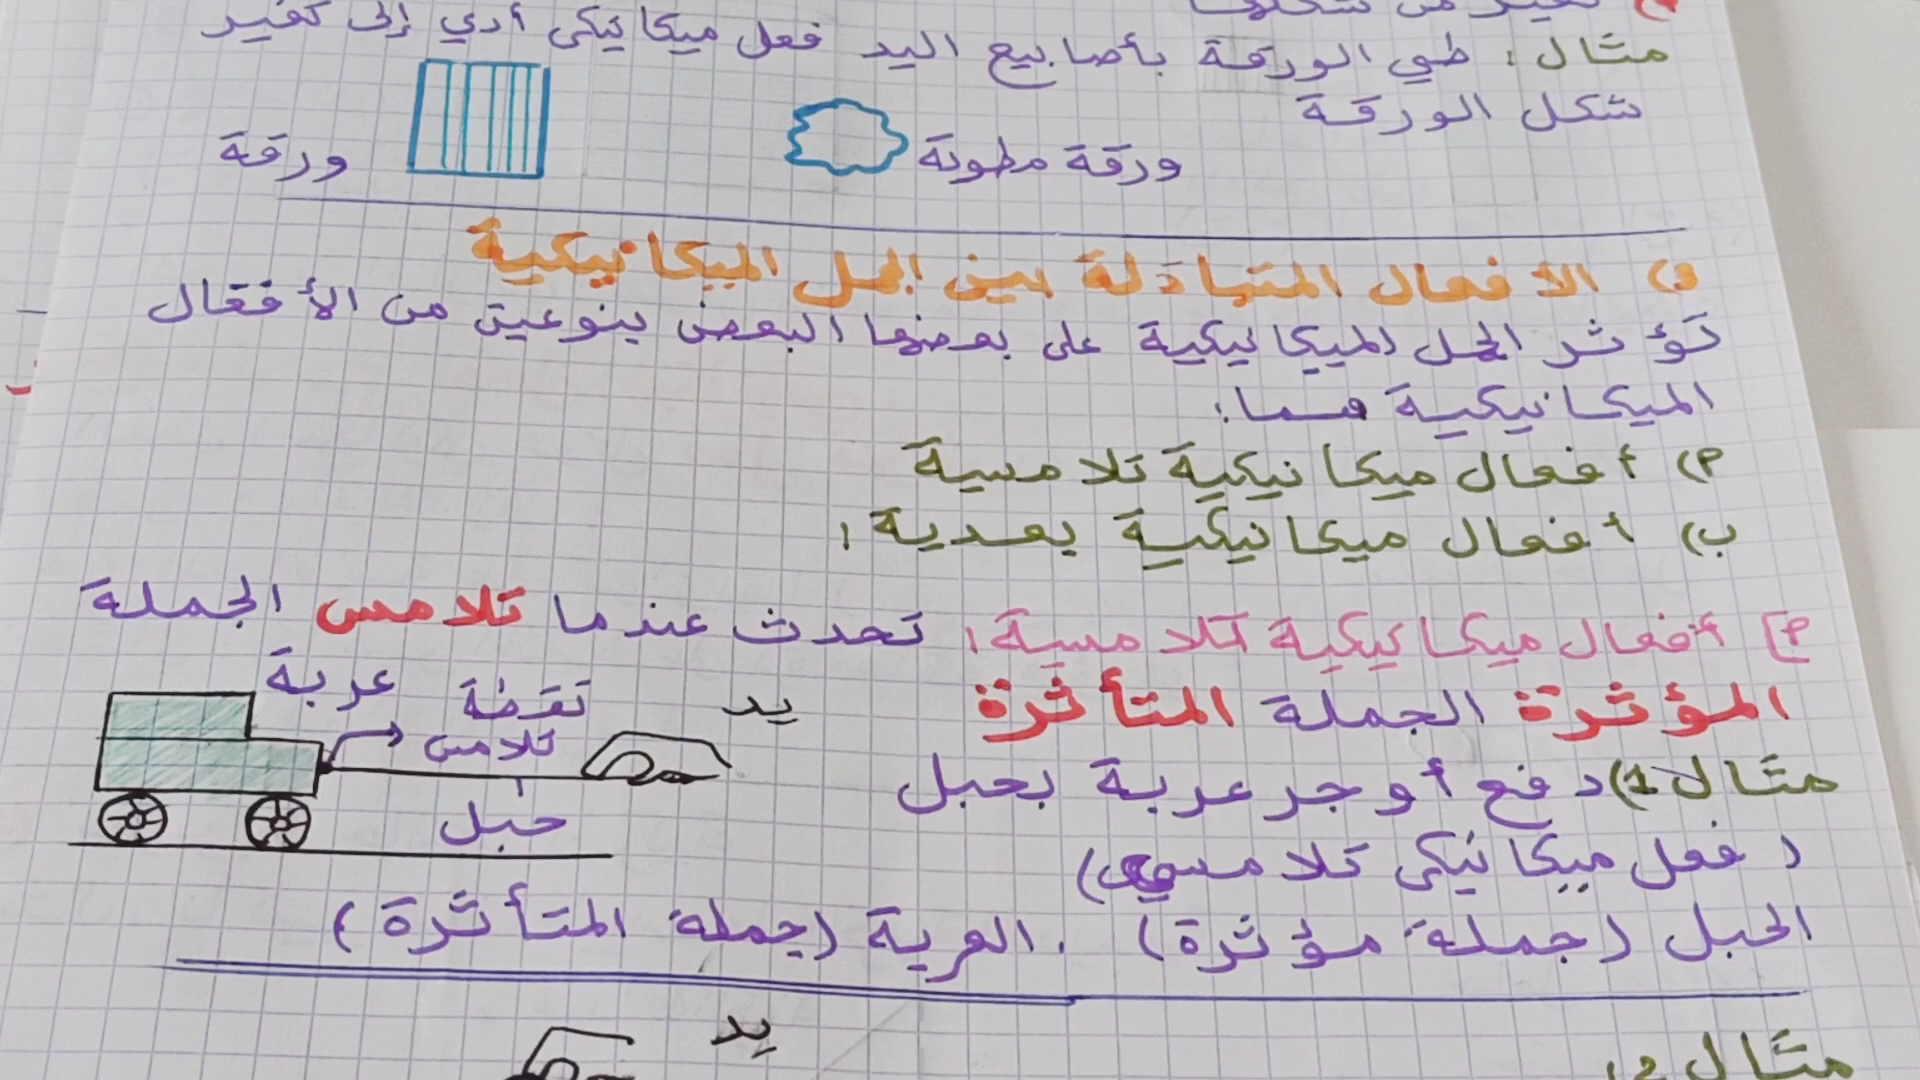 مثال: طي الورقة بأصابيع اليد فعل ميكانيكي أدي إلى تغيير
شكل الورقة
ورقة مطوية
ورقة
و) الأفعال المتبادلة بين الجمل الميكانيكية
تؤثر الجمل الميكانيكية على بعضها البعض بنوعين من الأفعال
الميكانيكية هما:
أ) أفعال ميكانيكية تلامسية
ب) أفعال ميكانيكية بعدية:
أ] أفعال ميكانيكية تلامسية: تحدث عندما تلامس الجملة
المؤثرة الجملة المتأثرة
يد
نقطة
تلامس
عربة
حبل
مثال 1) دفع أو جر عربة بحبل
(فعل ميكانيكي تلامسي)
الحبل (جملة مؤثرة) . العربة (جملة المتأثرة)
يد
مثال